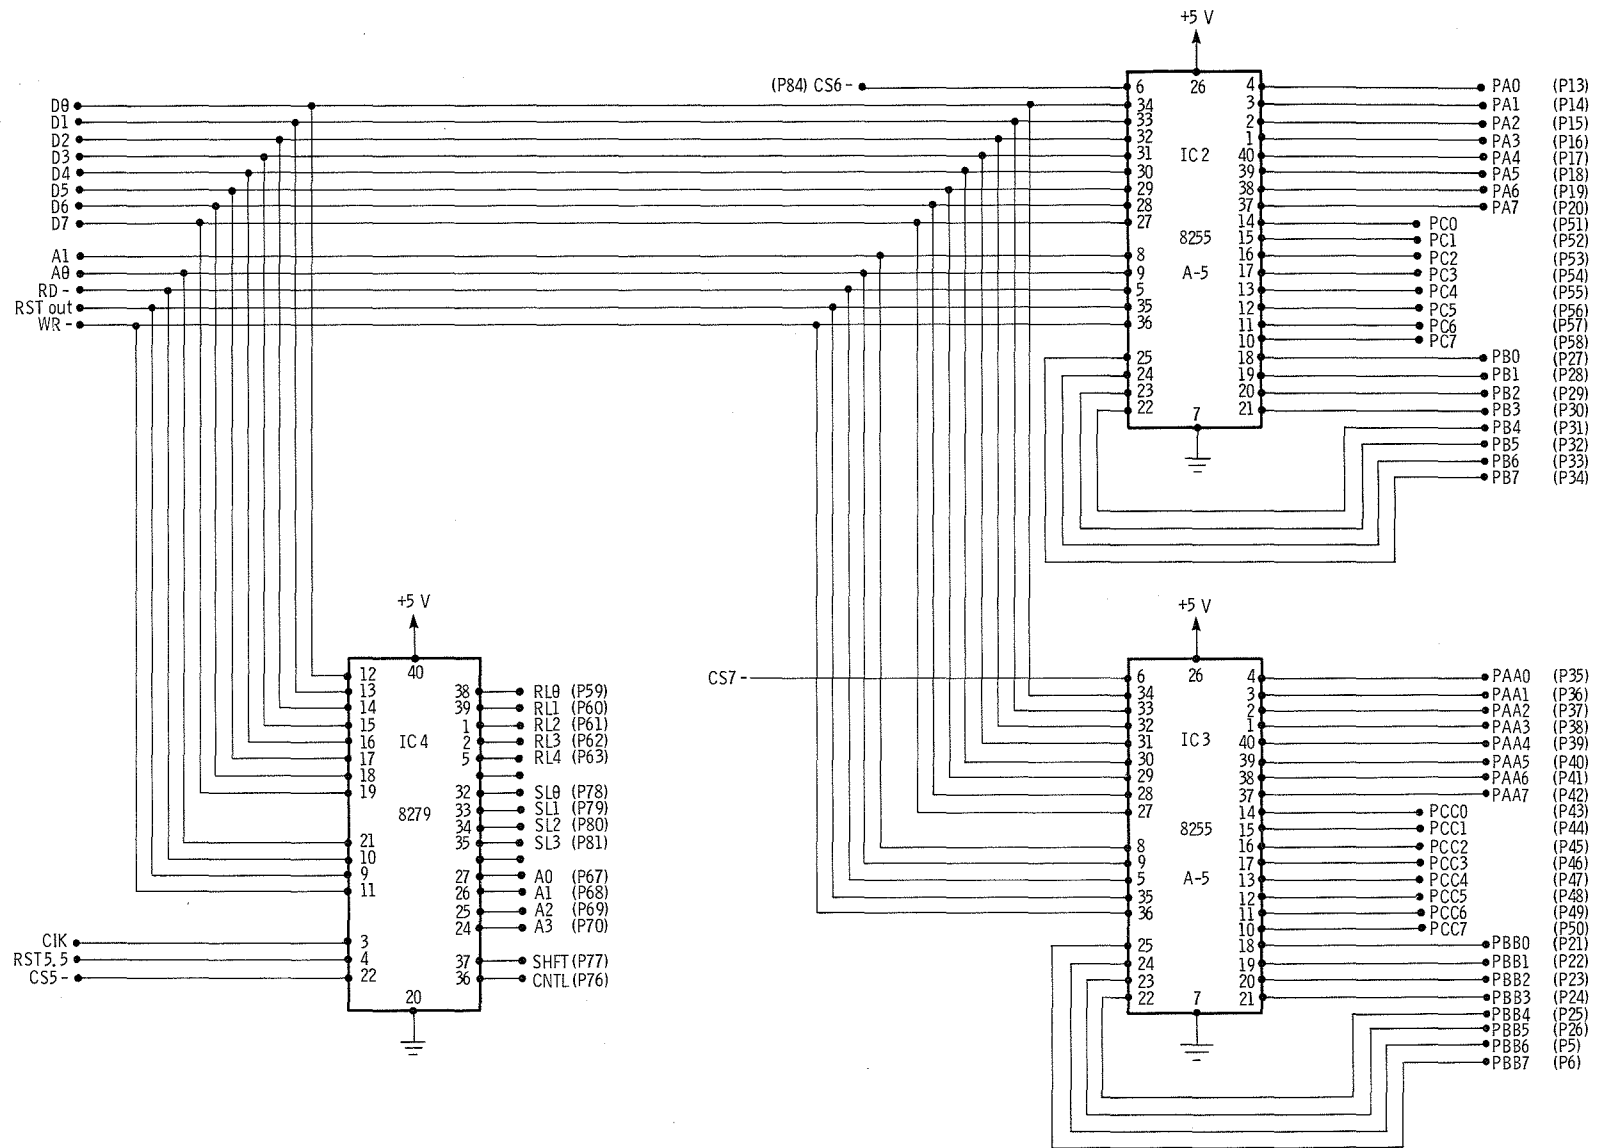 +5 V
(P84) CS6-
D0
D1
D2
D3
D4
D5
D6
D7
A1
A0
RD-
RST out
WR-
6
34
33
32
31
30
29
28
27
8
9
5
35
36
25
24
23
22
26
IC2
8255
A-5
7
4 PA0 (P13)
3 PA1 (P14)
2 PA2 (P15)
1 PA3 (P16)
40 PA4 (P17)
39 PA5 (P18)
38 PA6 (P19)
37 PA7 (P20)
14 PC0 (P51)
15 PC1 (P52)
16 PC2 (P53)
17 PC3 (P54)
13 PC4 (P55)
12 PC5 (P56)
11 PC6 (P57)
10 PC7 (P58)
18 PB0 (P27)
19 PB1 (P28)
20 PB2 (P29)
21 PB3 (P30)
PB4 (P31)
PB5 (P32)
PB6 (P33)
PB7 (P34)
+5 V
12
13
14
15
16
17
18
19
21
10
9
11
CIK 3
RST5.5 4
CS5- 22
40
IC4
8279
20
38 RL0 (P59)
39 RL1 (P60)
1 RL2 (P61)
2 RL3 (P62)
5 RL4 (P63)
32 SL0 (P78)
33 SL1 (P79)
34 SL2 (P80)
35 SL3 (P81)
27 A0 (P67)
26 A1 (P68)
25 A2 (P69)
24 A3 (P70)
37 SHFT (P77)
36 CNTL (P76)
+5 V
CS7-
6
34
33
32
31
30
29
28
27
8
9
5
35
36
25
24
23
22
26
IC3
8255
A-5
7
4 PAA0 (P35)
3 PAA1 (P36)
2 PAA2 (P37)
1 PAA3 (P38)
40 PAA4 (P39)
39 PAA5 (P40)
38 PAA6 (P41)
37 PAA7 (P42)
14 PCC0 (P43)
15 PCC1 (P44)
16 PCC2 (P45)
17 PCC3 (P46)
13 PCC4 (P47)
12 PCC5 (P48)
11 PCC6 (P49)
10 PCC7 (P50)
18 PBB0 (P21)
19 PBB1 (P22)
20 PBB2 (P23)
21 PBB3 (P24)
PBB4 (P25)
PBB5 (P26)
PBB6 (P5)
PBB7 (P6)